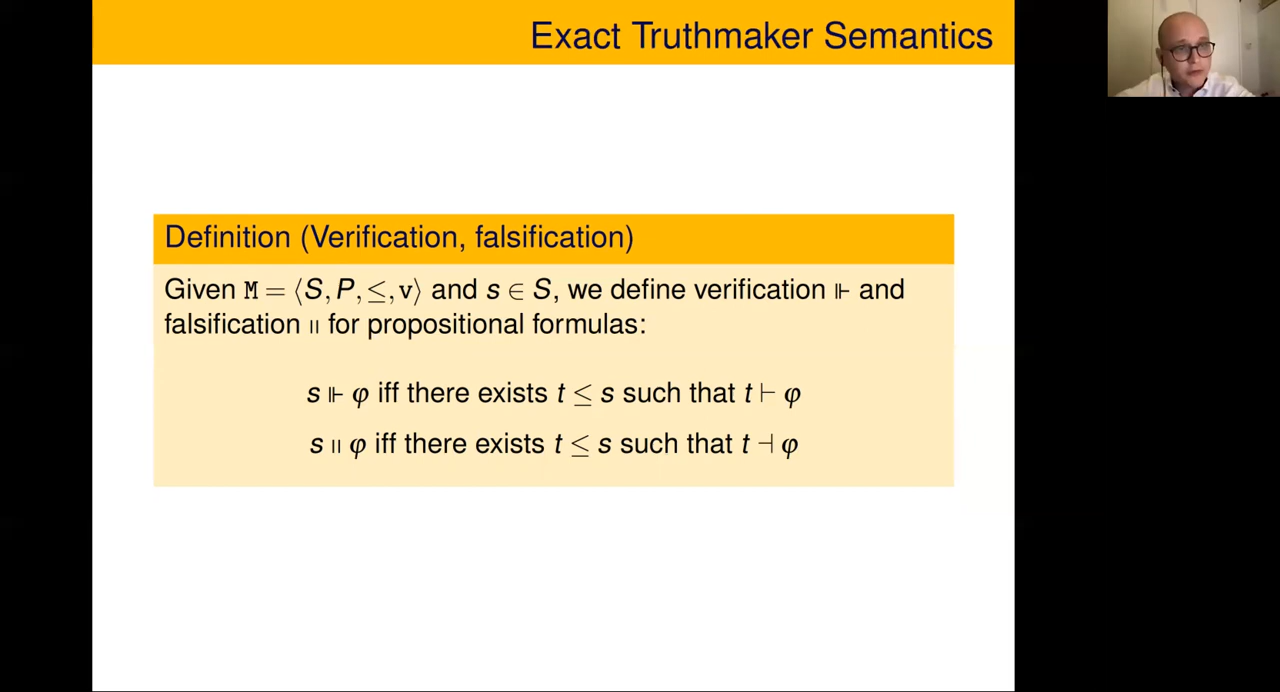 Exact Truthmaker Semantics
Definition (Verification, falsification)
Given M = ⟨S, P, ≤, v⟩ and s ∈ S, we define verification ⊩ and
falsification ॥ for propositional formulas:
s ⊩ φ iff there exists t ≤ s such that t ⊢ φ
s ॥ φ iff there exists t ≤ s such that t ⊣ φ